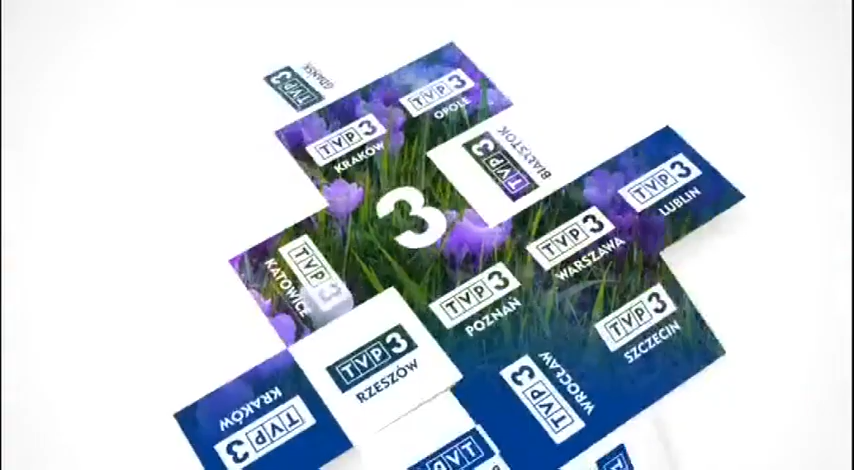 TVP3
GDAŃSK
TVP3
OPOLE
TVP3
KRAKÓW
TVP3
BIAŁYSTOK
3
TVP3
LUBLIN
TVP3
WARSZAWA
TVP3
KATOWICE
TVP3
POZNAŃ
TVP3
SZCZECIN
TVP3
RZESZÓW
TVP3
WROCŁAW
KRAKÓW
TVP3
TVP